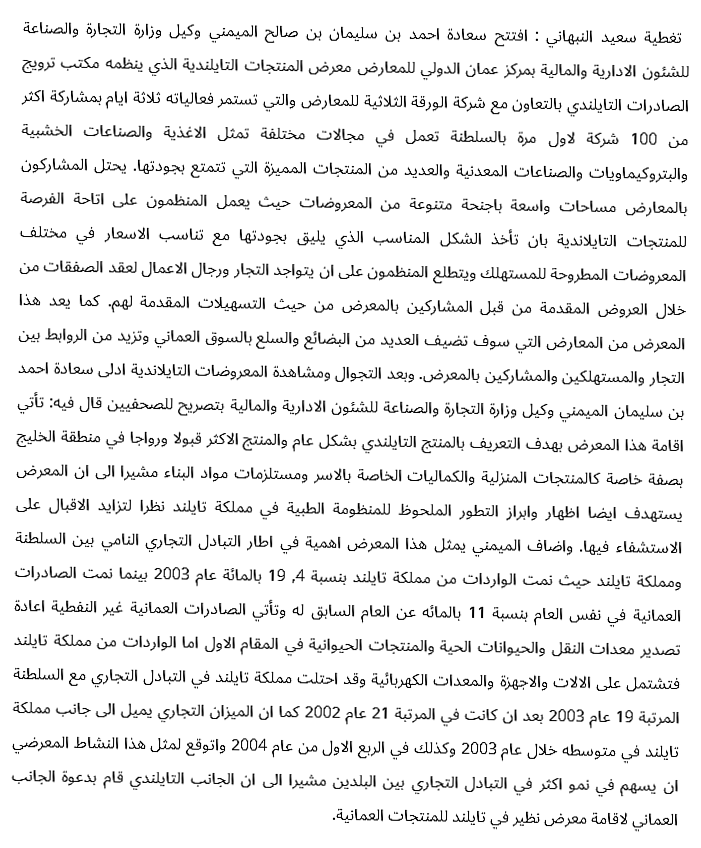 تغطية سعيد النبهاني : افتتح سعادة احمد بن سليمان بن صالح الميمني وكيل وزارة التجارة والصناعة
للشئون الادارية والمالية بمركز عمان الدولي للمعارض معرض المنتجات التايلندية الذي ينظمه مكتب ترويج
الصادرات التايلندي بالتعاون مع شركة الورقة الثلاثية للمعارض والتي تستمر فعالياته ثلاثة ايام بمشاركة اكثر
من 100 شركة لاول مرة بالسلطنة تعمل في مجالات مختلفة تمثل الاغذية والصناعات الخشبية
والبتروكيماويات والصناعات المعدنية والعديد من المنتجات المميزة التي تتمتع بجودتها. يحتل المشاركون
بالمعارض مساحات واسعة باجنحة متنوعة من المعروضات حيث يعمل المنظمون على اتاحة الفرصة
للمنتجات التايلاندية بان تأخذ الشكل المناسب الذي يليق بجودتها مع تناسب الاسعار في مختلف
المعروضات المطروحة للمستهلك ويتطلع المنظمون على ان يتواجد التجار ورجال الاعمال لعقد الصفقات من
خلال العروض المقدمة من قبل المشاركين بالمعرض من حيث التسهيلات المقدمة لهم. كما يعد هذا
المعرض من المعارض التي سوف تضيف العديد من البضائع والسلع بالسوق العماني وتزيد من الروابط بين
التجار والمستهلكين والمشاركين بالمعرض. وبعد التجوال ومشاهدة المعروضات التايلاندية ادلى سعادة احمد
بن سليمان الميمني وكيل وزارة التجارة والصناعة للشئون الادارية والمالية بتصريح للصحفيين قال فيه: تأتي
اقامة هذا المعرض بهدف التعريف بالمنتج التايلندي بشكل عام والمنتج الاكثر قبولا ورواجا في منطقة الخليج
بصفة خاصة كالمنتجات المنزلية والكماليات الخاصة بالاسر ومستلزمات مواد البناء مشيرا الى ان المعرض
يستهدف ايضا اظهار وابراز التطور الملحوظ للمنظومة الطبية في مملكة تايلند نظرا لتزايد الاقبال على
الاستشفاء فيها. واضاف الميمني يمثل هذا المعرض اهمية في اطار التبادل التجاري النامي بين السلطنة
ومملكة تايلند حيث نمت الواردات من مملكة تايلند بنسبة 4, 19 بالمائة عام 2003 بينما نمت الصادرات
العمانية في نفس العام بنسبة 11 بالمائه عن العام السابق له وتأتي الصادرات العمانية غير النفطية اعادة
تصدير معدات النقل والحيوانات الحية والمنتجات الحيوانية في المقام الاول اما الواردات من مملكة تايلند
فتشتمل على الالات والاجهزة والمعدات الكهربائية وقد احتلت مملكة تايلند في التبادل التجاري مع السلطنة
المرتبة 19 عام 2003 بعد ان كانت في المرتبة 21 عام 2002 كما ان الميزان التجاري يميل الى جانب مملكة
تايلند في متوسطه خلال عام 2003 وكذلك في الربع الاول من عام 2004 واتوقع لمثل هذا النشاط المعرضي
ان يسهم في نمو اكثر في التبادل التجاري بين البلدين مشيرا الى ان الجانب التايلندي قام بدعوة الجانب
العماني لاقامة معرض نظير في تايلند للمنتجات العمانية.